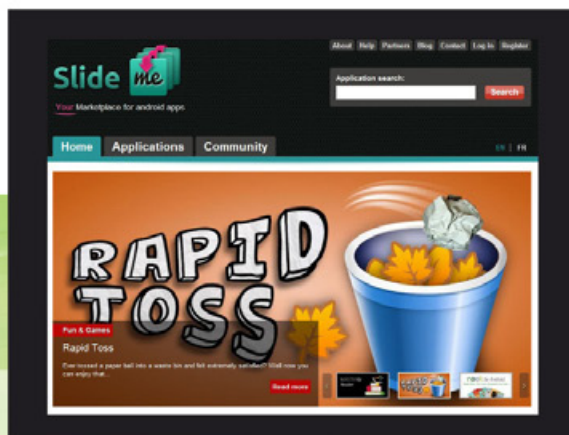 About Help Partners Blog Contact Log In Register
Slide me
Your Marketplace for android apps
Application search:
Search
Home Applications Community
EN | FR
RAPID
TOSS
Fun & Games
Rapid Toss
Ever tossed a paper ball into a waste bin and felt extremely satisfied? Well now you
can enjoy that...
Read more